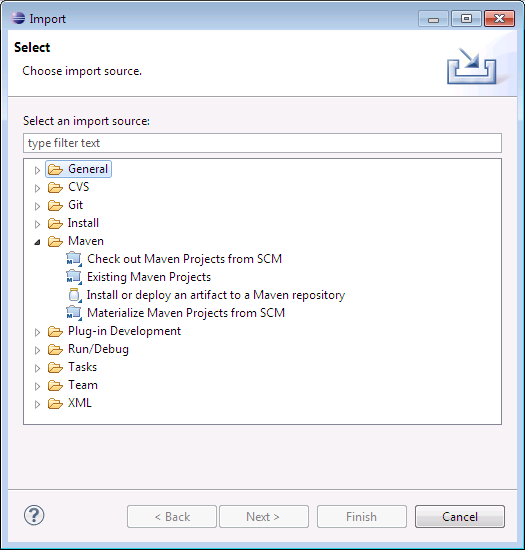 Import
Select
Choose import source.
Select an import source:
type filter text
General
CVS
Git
Install
Maven
Check out Maven Projects from SCM
Existing Maven Projects
Install or deploy an artifact to a Maven repository
Materialize Maven Projects from SCM
Plug-in Development
Run/Debug
Tasks
Team
XML
? < Back Next > Finish Cancel